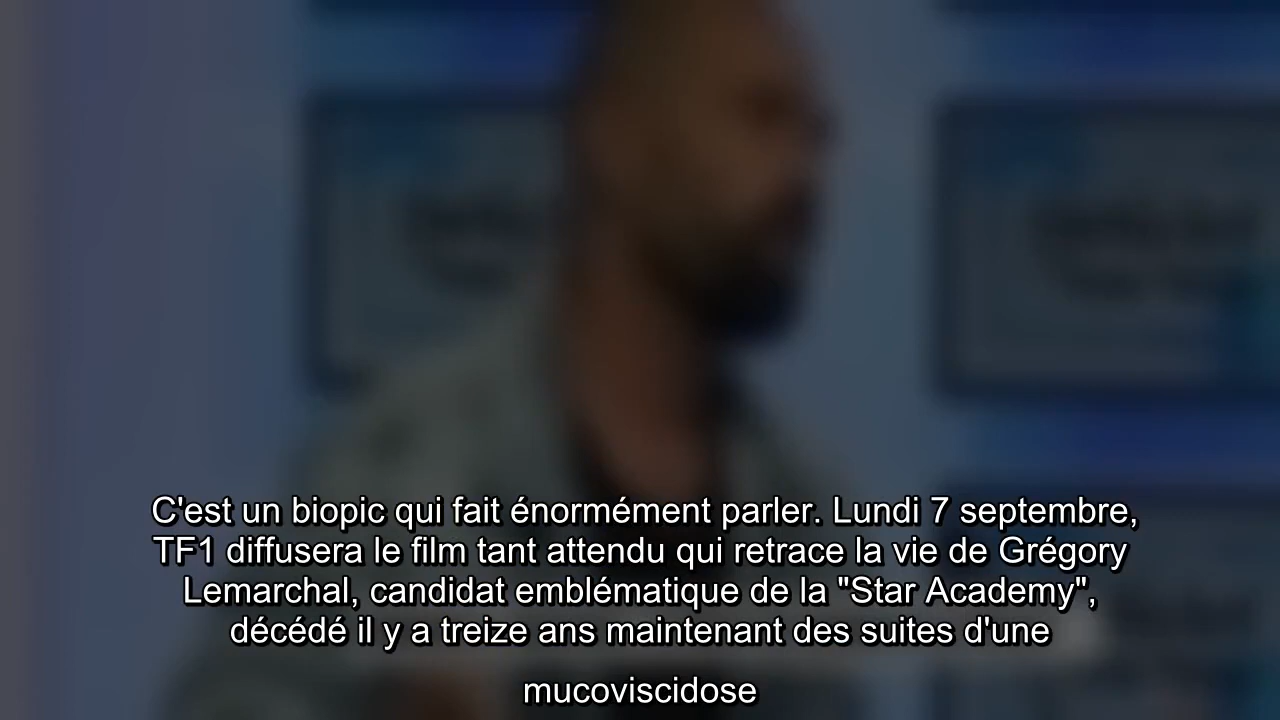 C'est un biopic qui fait énormément parler. Lundi 7 septembre,
TF1 diffusera le film tant attendu qui retrace la vie de Grégory
Lemarchal, candidat emblématique de la "Star Academy",
décédé il y a treize ans maintenant des suites d'une
mucoviscidose